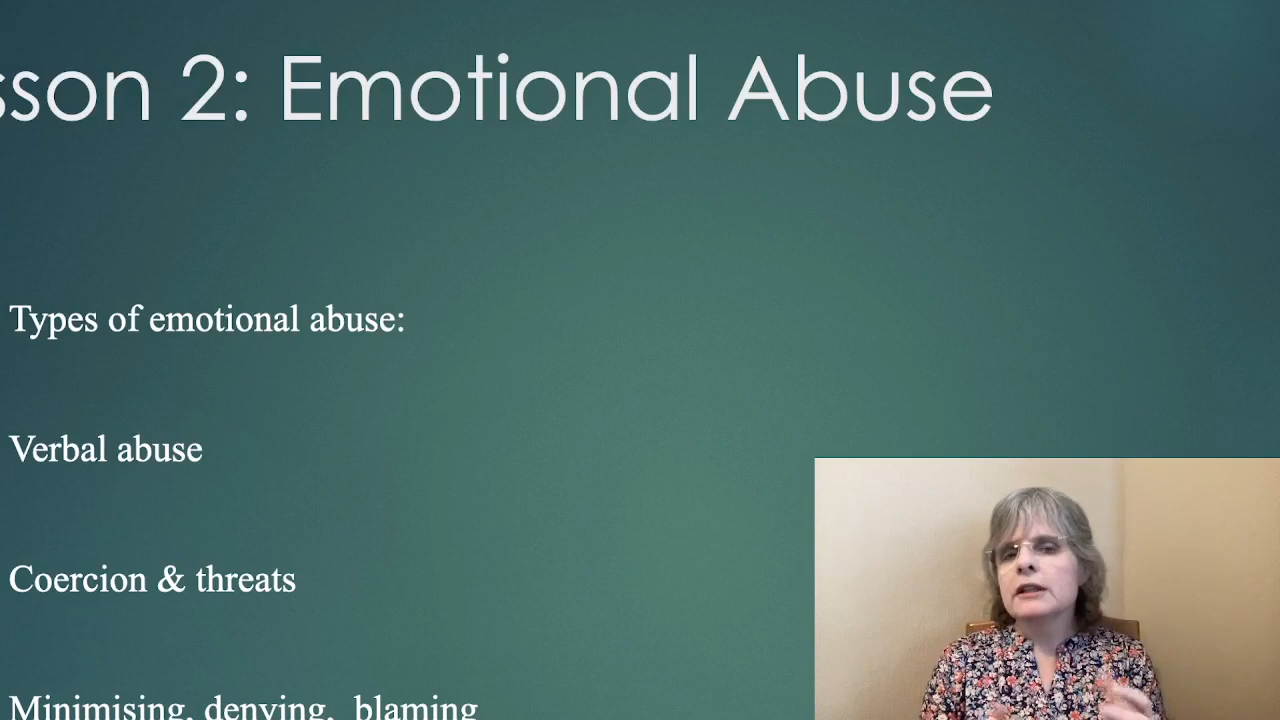 sson 2: Emotional Abuse
Types of emotional abuse:
Verbal abuse
Coercion & threats
Minimising, denying, blaming